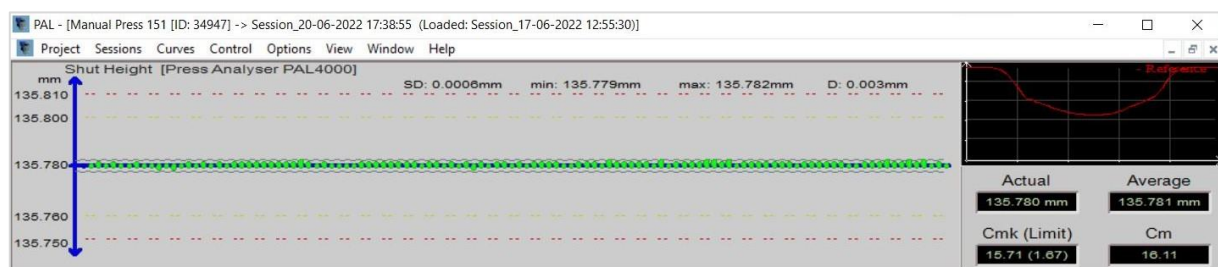 PAL - [Manual Press 151 [ID: 34947] -> Session_20-06-2022 17:38:55 (Loaded: Session_17-06-2022 12:55:30)]
Project Sessions Curves Control Options View Window Help
Shut Height [Press Analyser PAL4000]
mm
SD: 0.0006mm min: 135.779mm max: 135.782mm D: 0.003mm
135.810
135.800
135.780
135.760
135.750
- Reference
Actual Average
135.780 mm 135.781 mm
Cmk (Limit) Cm
15.71 (1.67) 16.11